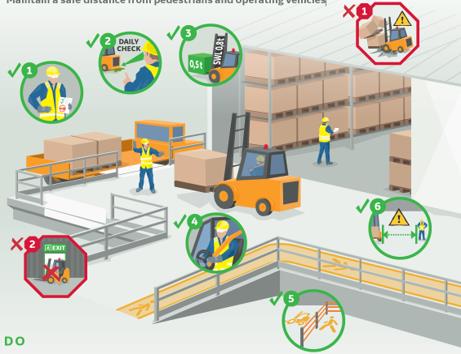 Maintain a safe distance from pedestrians and operating vehicles
1
2
DAILY
CHECK
3
0,5t
SWL 0,8t
1
4
6
2
EXIT
5
DO